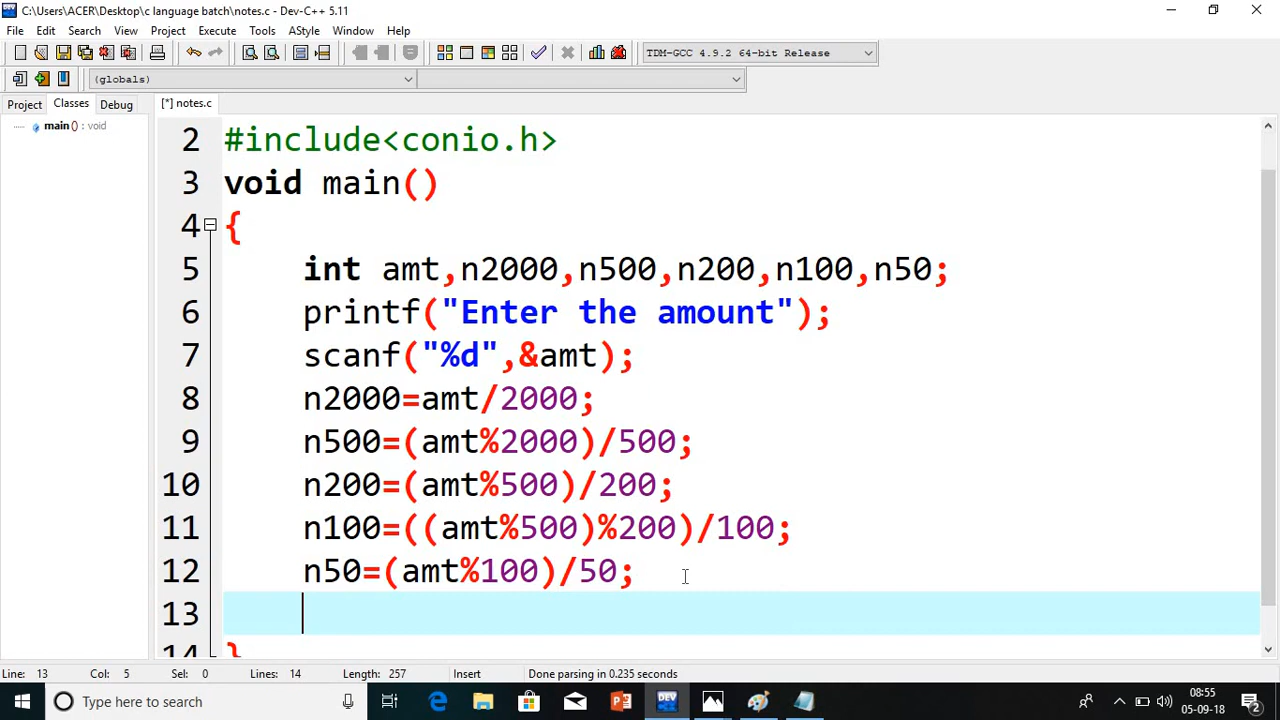 C:\Users\ACER\Desktop\c language batch\notes.c - Dev-C++ 5.11
File Edit Search View Project Execute Tools AStyle Window Help
TDM-GCC 4.9.2 64-bit Release
(globals)
Project Classes Debug [*] notes.c
main () : void
2 #include<conio.h>
3 void main()
4 {
5 int amt,n2000,n500,n200,n100,n50;
6 printf("Enter the amount");
7 scanf("%d",&amt);
8 n2000=amt/2000;
9 n500=(amt%2000)/500;
10 n200=(amt%500)/200;
11 n100=((amt%500)%200)/100;
12 n50=(amt%100)/50;
13
14 }
Line: 13 Col: 5 Sel: 0 Lines: 14 Length: 257 Insert Done parsing in 0.235 seconds
Type here to search
DEV
08:55
05-09-18
2